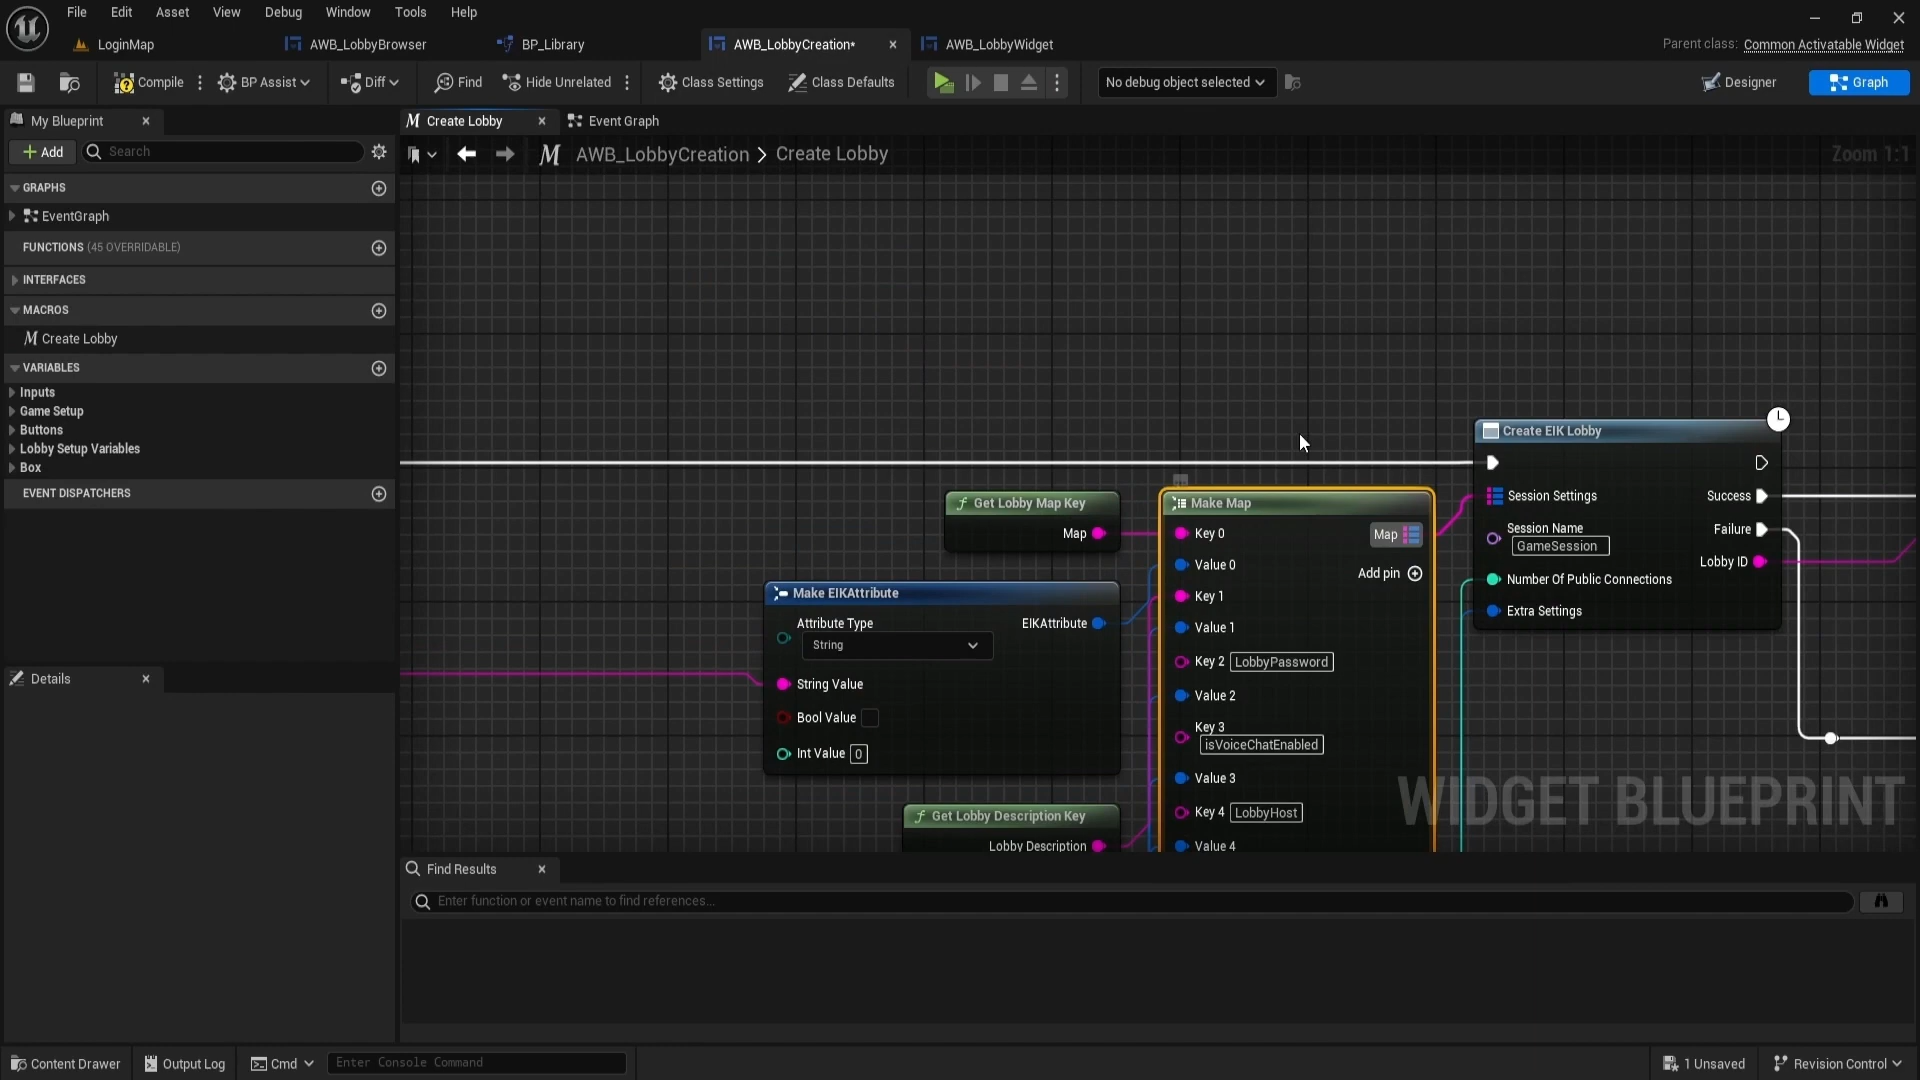 File Edit Asset View Debug Window Tools Help
LoginMap AWB_LobbyBrowser BP_Library AWB_LobbyCreation* AWB_LobbyWidget Parent class: Common Activatable Widget
Compile BP Assist Diff Find Hide Unrelated Class Settings Class Defaults No debug object selected Designer Graph
My Blueprint
Add Search
GRAPHS
EventGraph
FUNCTIONS (45 OVERRIDABLE)
INTERFACES
MACROS
Create Lobby
VARIABLES
Inputs
Game Setup
Buttons
Lobby Setup Variables
Box
EVENT DISPATCHERS
Details
Create Lobby Event Graph
AWB_LobbyCreation > Create Lobby Zoom 1:1
Get Lobby Map Key
Map
Make EIKAttribute
Attribute Type EIKAttribute
String
String Value
Bool Value
Int Value 0
Get Lobby Description Key
Lobby Description
Make Map
Key 0 Map
Value 0 Add pin
Key 1
Value 1
Key 2 LobbyPassword
Value 2
Key 3
isVoiceChatEnabled
Value 3
Key 4 LobbyHost
Value 4
Create EIK Lobby
Session Settings Success
Session Name Failure
GameSession
Lobby ID
Number Of Public Connections
Extra Settings
WIDGET BLUEPRINT
Find Results
Enter function or event name to find references...
Content Drawer Output Log Cmd Enter Console Command 1 Unsaved Revision Control